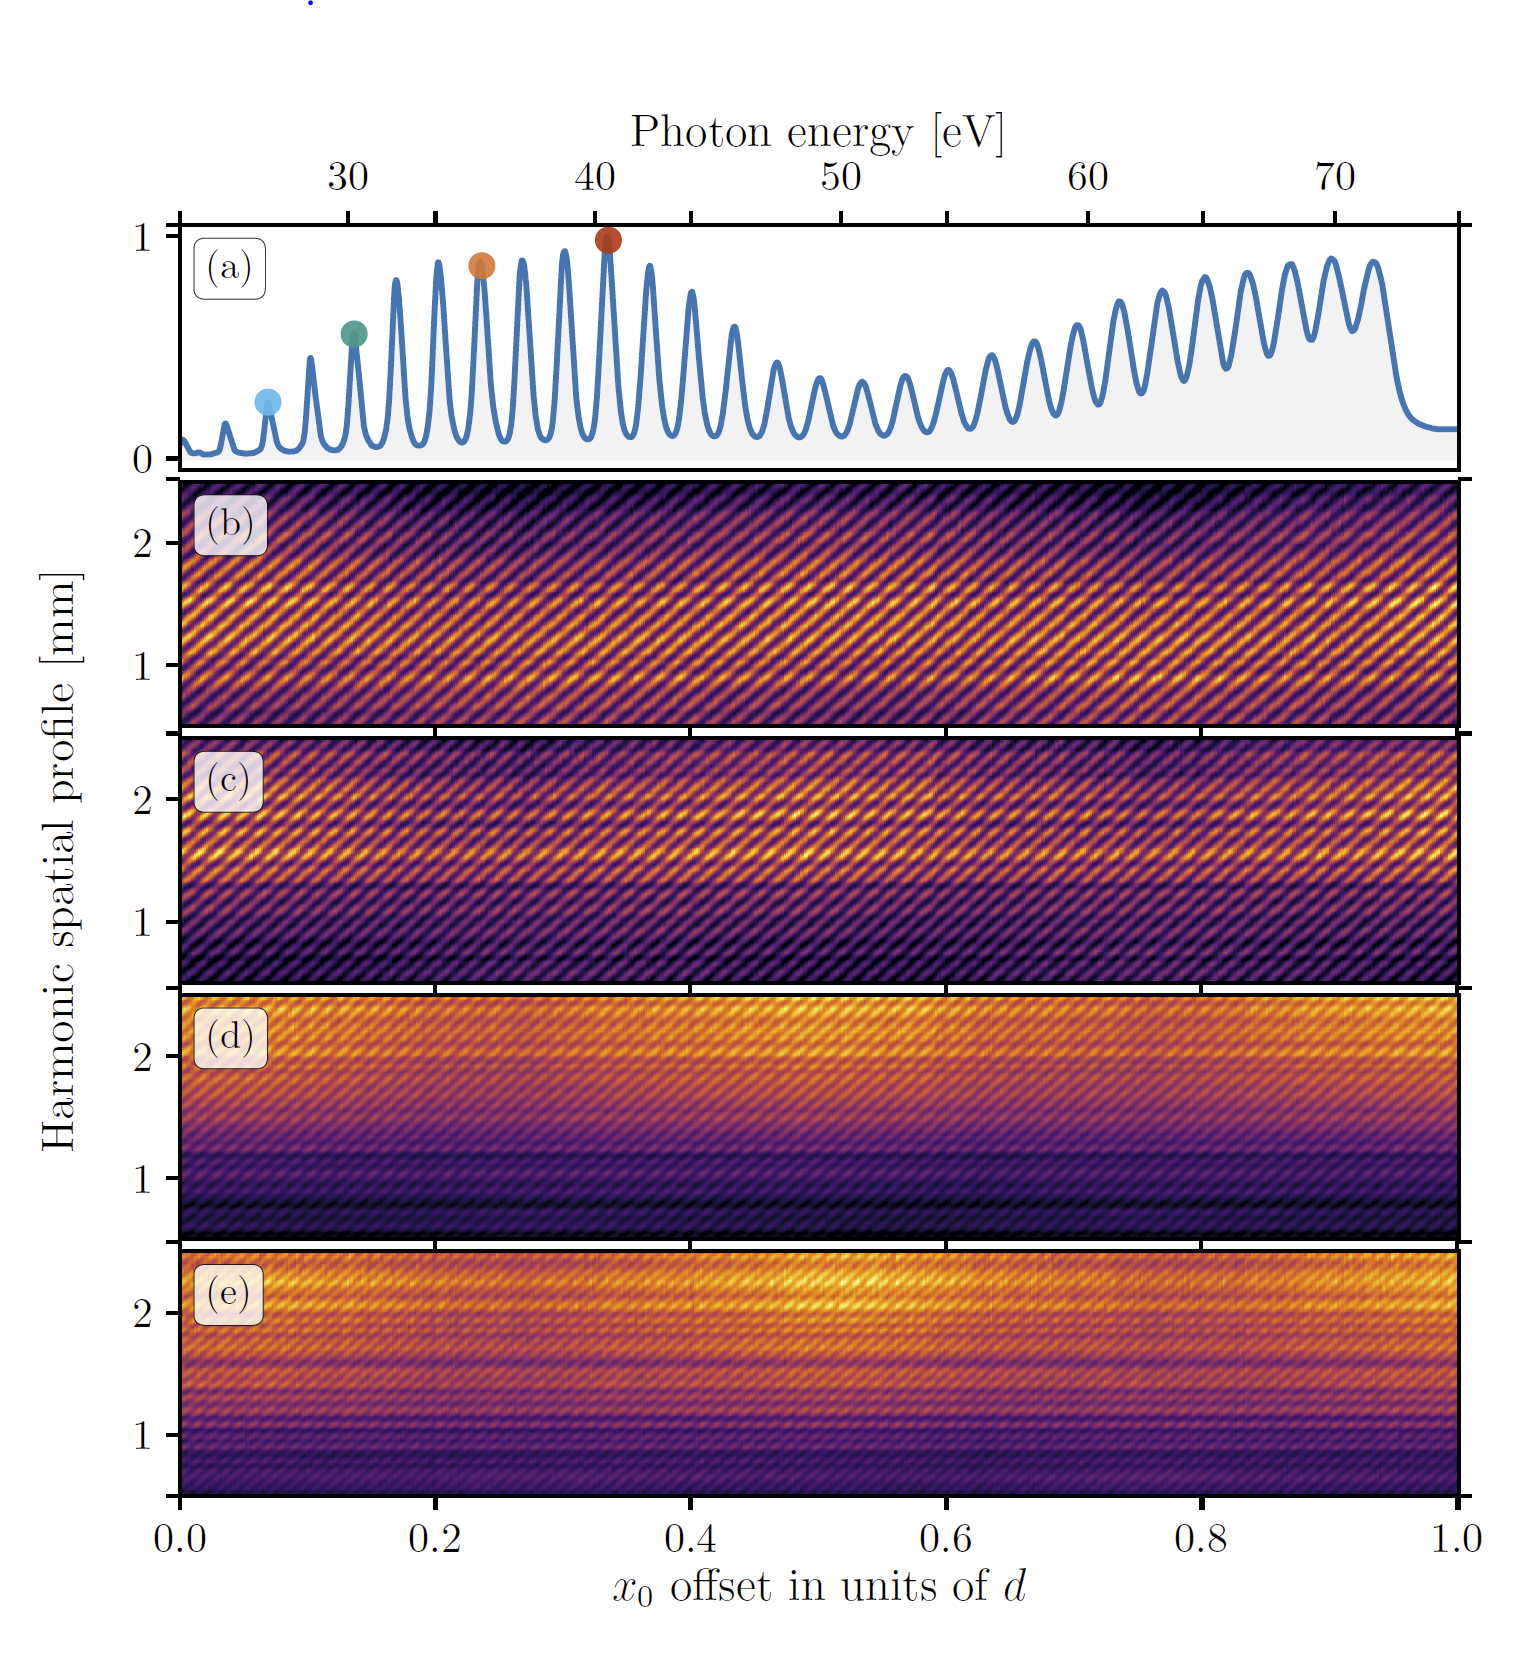 Photon energy [eV]
30 40 50 60 70
1
(a)
0
(b)
2
1
(c)
2
1
(d)
2
1
(e)
2
1
Harmonic spatial profile [mm]
0.0 0.2 0.4 0.6 0.8 1.0
x₀ offset in units of d